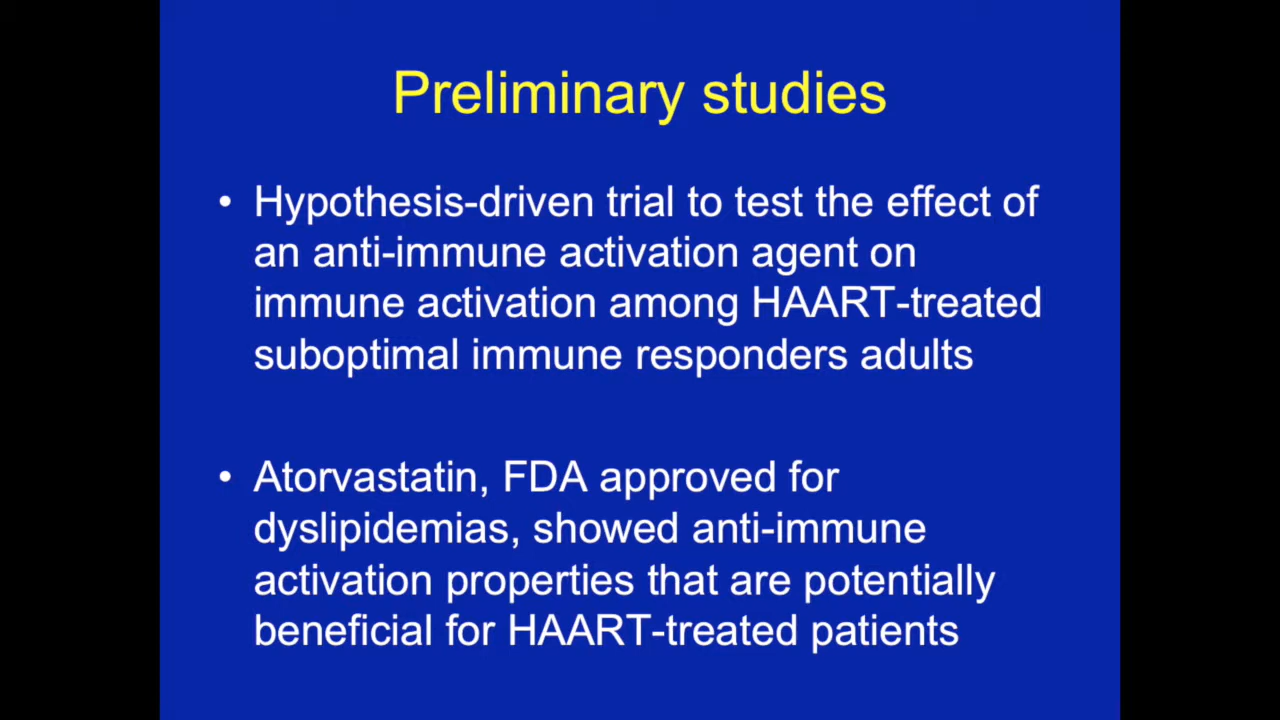 Preliminary studies
• Hypothesis-driven trial to test the effect of
an anti-immune activation agent on
immune activation among HAART-treated
suboptimal immune responders adults
• Atorvastatin, FDA approved for
dyslipidemias, showed anti-immune
activation properties that are potentially
beneficial for HAART-treated patients